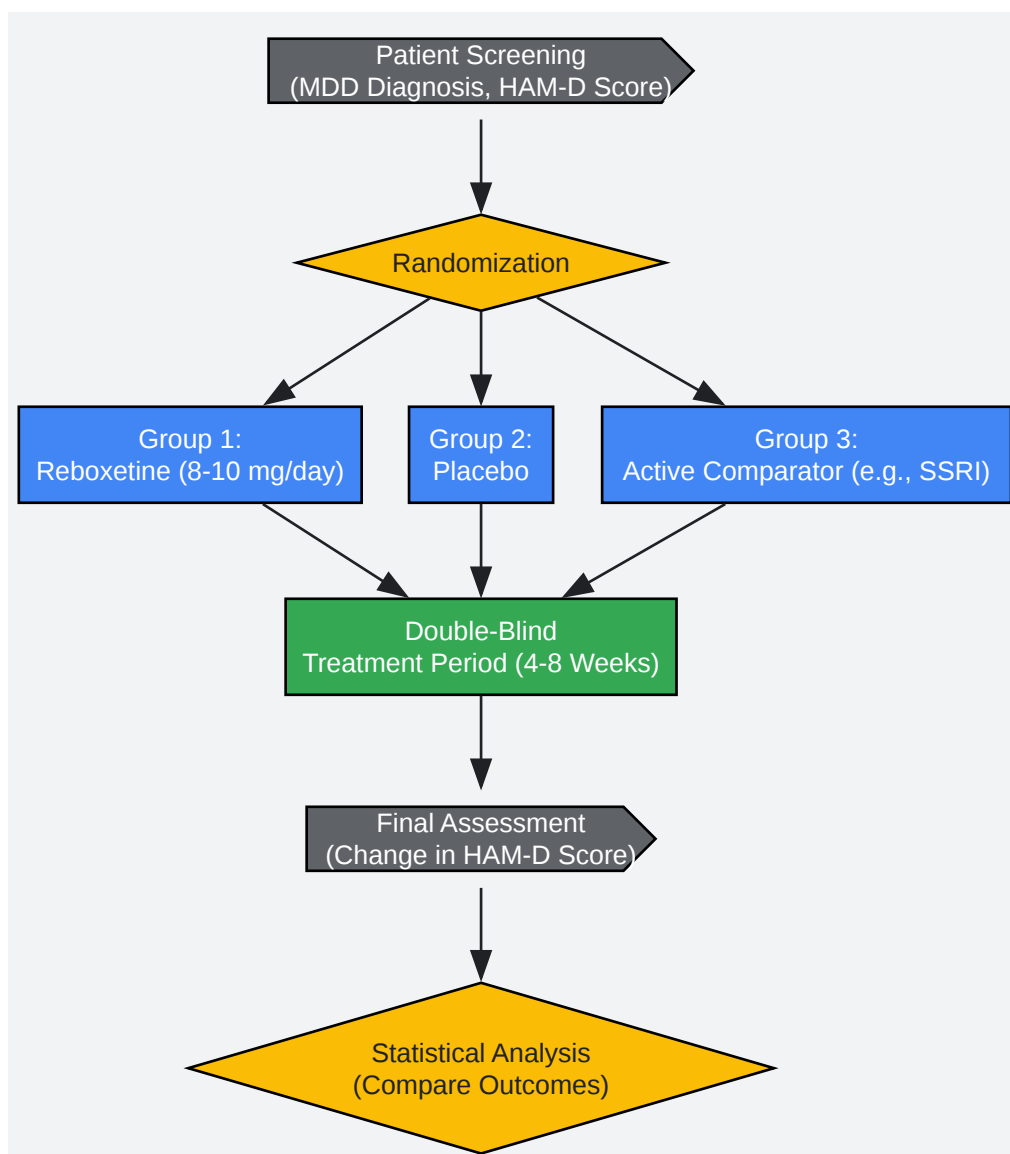 Patient Screening
(MDD Diagnosis, HAM-D Score)
Randomization
Group 1:
Reboxetine (8-10 mg/day)
Group 2:
Placebo
Group 3:
Active Comparator (e.g., SSRI)
Double-Blind
Treatment Period (4-8 Weeks)
Final Assessment
(Change in HAM-D Score)
Statistical Analysis
(Compare Outcomes)